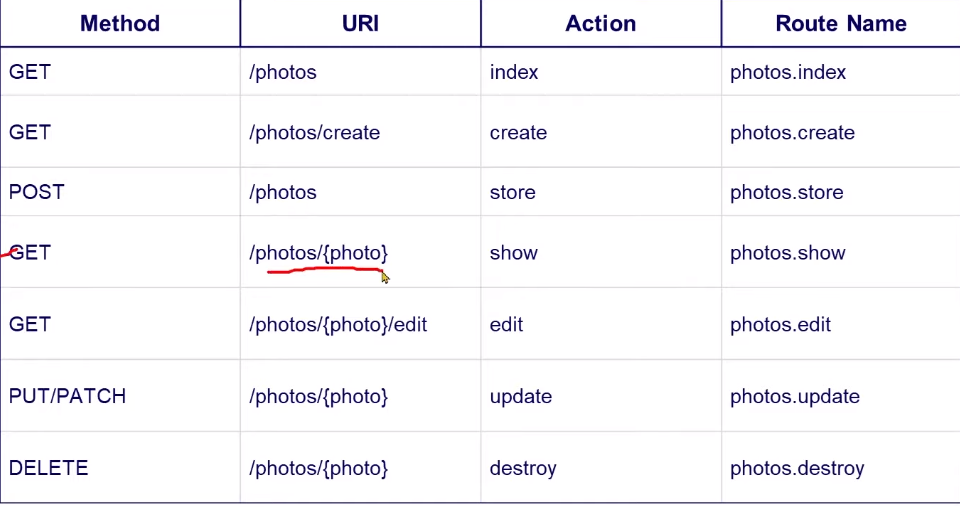 Method URI Action Route Name
GET /photos index photos.index
GET /photos/create create photos.create
POST /photos store photos.store
GET /photos/{photo} show photos.show
GET /photos/{photo}/edit edit photos.edit
PUT/PATCH /photos/{photo} update photos.update
DELETE /photos/{photo} destroy photos.destroy